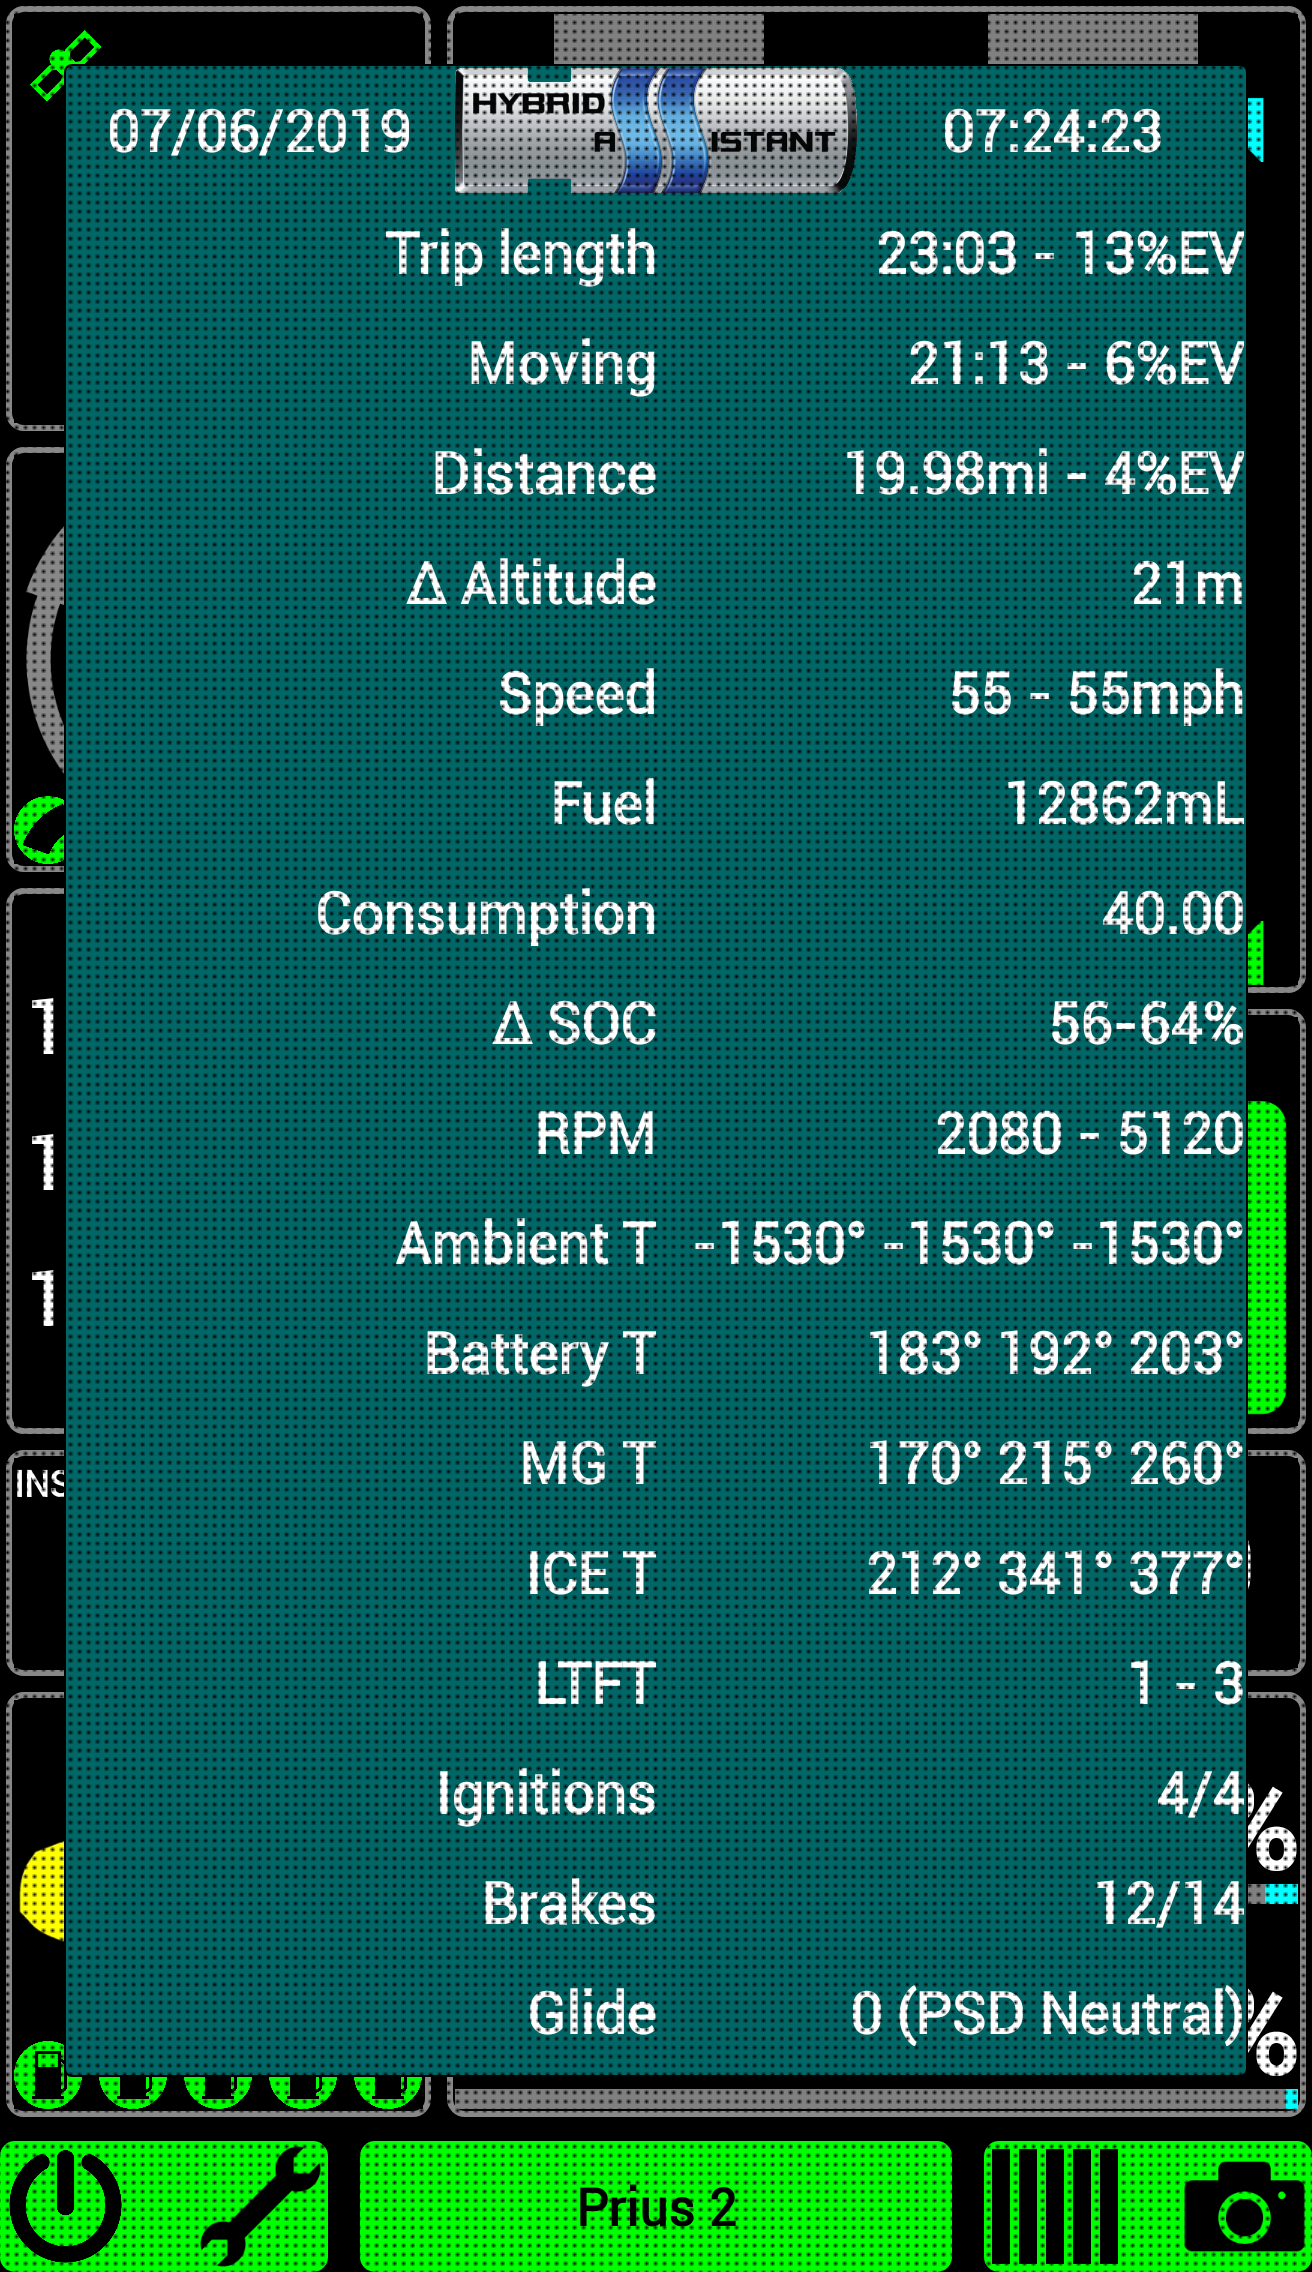 07/06/2019
HYBRID
A ISTANT
07:24:23
Trip length 23:03 - 13%EV
Moving 21:13 - 6%EV
Distance 19.98mi - 4%EV
Δ Altitude 21m
Speed 55 - 55mph
Fuel 12862mL
Consumption 40.00
Δ SOC 56-64%
RPM 2080 - 5120
Ambient T -1530° -1530° -1530°
Battery T 183° 192° 203°
MG T 170° 215° 260°
ICE T 212° 341° 377°
LTFT 1 - 3
Ignitions 4/4
Brakes 12/14
Glide 0 (PSD Neutral)
1
1
1
INS
%
%
Prius 2